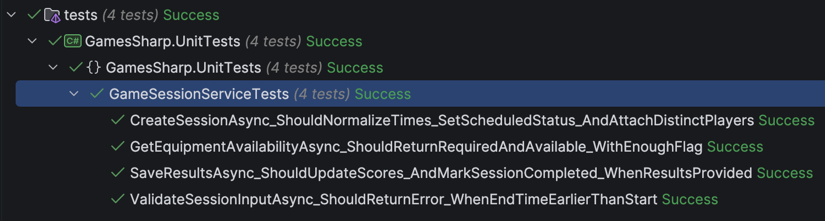 tests (4 tests) Success
C# GamesSharp.UnitTests (4 tests) Success
{} GamesSharp.UnitTests (4 tests) Success
GameSessionServiceTests (4 tests) Success
CreateSessionAsync_ShouldNormalizeTimes_SetScheduledStatus_AndAttachDistinctPlayers Success
GetEquipmentAvailabilityAsync_ShouldReturnRequiredAndAvailable_WithEnoughFlag Success
SaveResultsAsync_ShouldUpdateScores_AndMarkSessionCompleted_WhenResultsProvided Success
ValidateSessionInputAsync_ShouldReturnError_WhenEndTimeEarlierThanStart Success